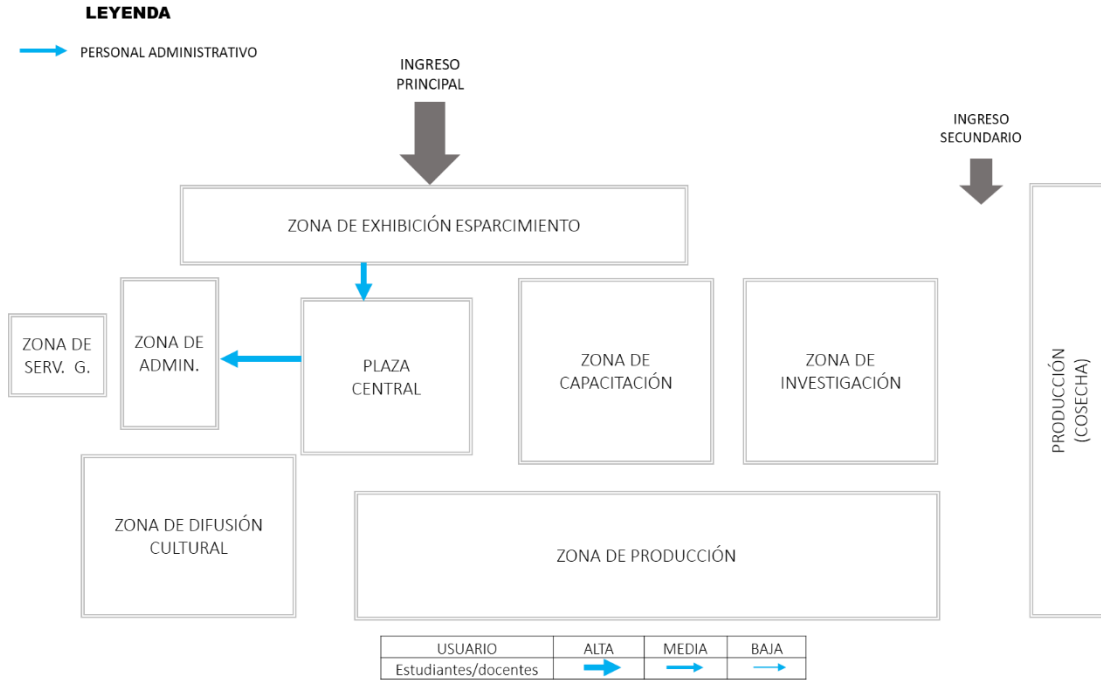 LEYENDA
PERSONAL ADMINISTRATIVO
INGRESO
PRINCIPAL
INGRESO
SECUNDARIO
ZONA DE EXHIBICIÓN ESPARCIMIENTO
ZONA DE
SERV. G.
ZONA DE
ADMIN.
PLAZA
CENTRAL
ZONA DE
CAPACITACIÓN
ZONA DE
INVESTIGACIÓN
PRODUCCIÓN
(COSECHA)
ZONA DE DIFUSIÓN
CULTURAL
ZONA DE PRODUCCIÓN
USUARIO ALTA MEDIA BAJA
Estudiantes/docentes